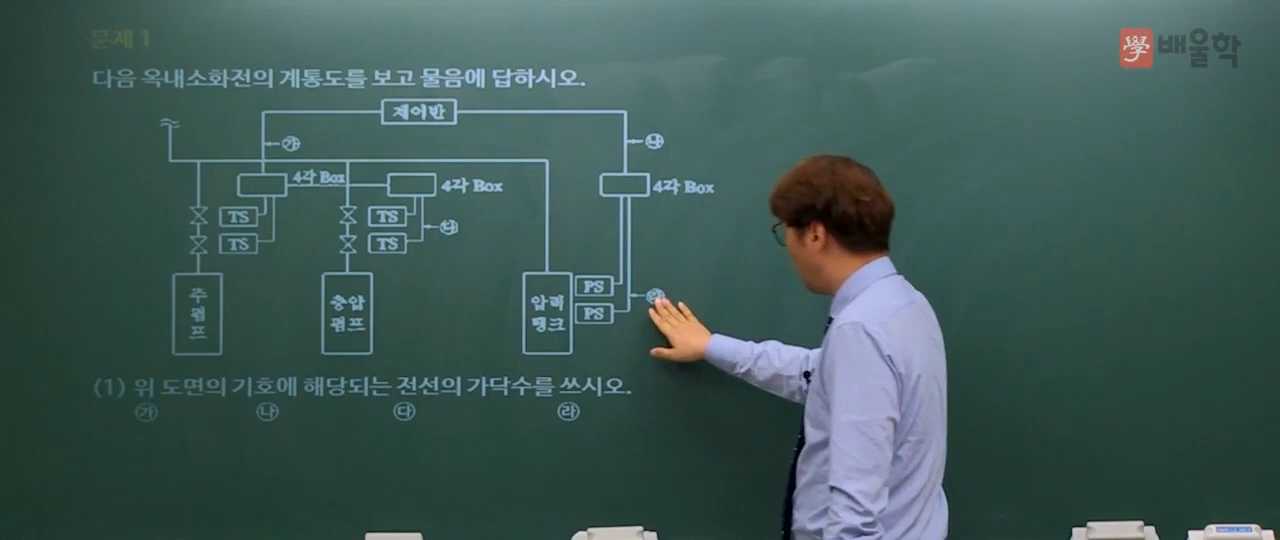 學 배울학
문제 1
다음 옥내소화전의 계통도를 보고 물음에 답하시오.
제어반
㉮
㉯
4각 Box
4각 Box
4각 Box
TS
TS
㉰
TS
TS
PS
㉱
PS
주펌프
충압펌프
압력탱크
(1) 위 도면의 기호에 해당되는 전선의 가닥수를 쓰시오.
㉮ ㉯ ㉰ ㉱